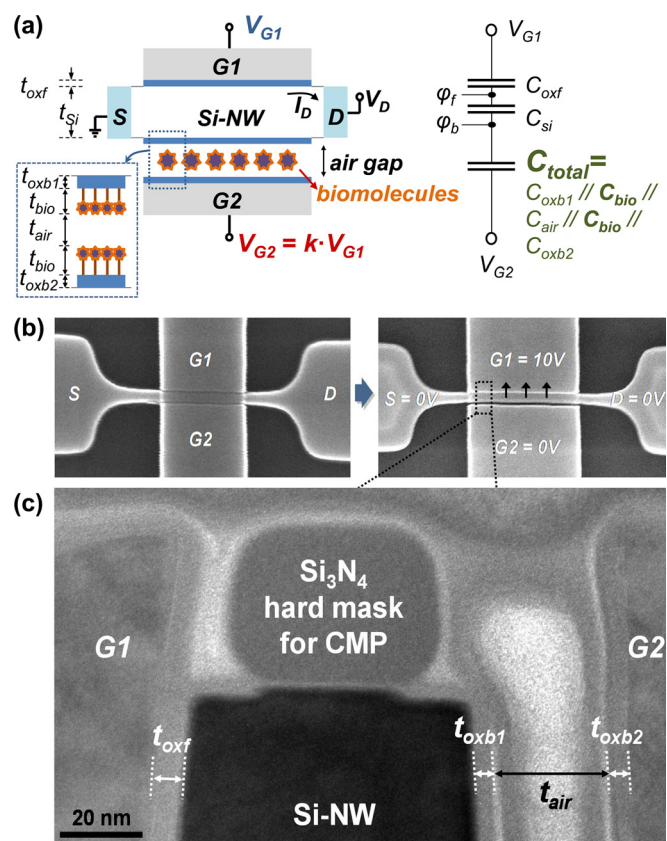 (a)
V_G1
G1
t_oxf
t_Si
S
Si-NW
I_D
D
V_D
air gap
biomolecules
G2
V_G2 = k·V_G1
t_oxb1
t_bio
t_air
t_bio
t_oxb2
V_G1
C_oxf
φ_f
C_si
φ_b
C_total=
C_oxb1 // C_bio //
C_air // C_bio //
C_oxb2
V_G2
(b)
G1
S
D
G2
G1 = 10V
S = 0V
D = 0V
G2 = 0V
(c)
Si₃N₄
hard mask
for CMP
G1
G2
t_oxf
t_oxb1
t_oxb2
t_air
Si-NW
20 nm